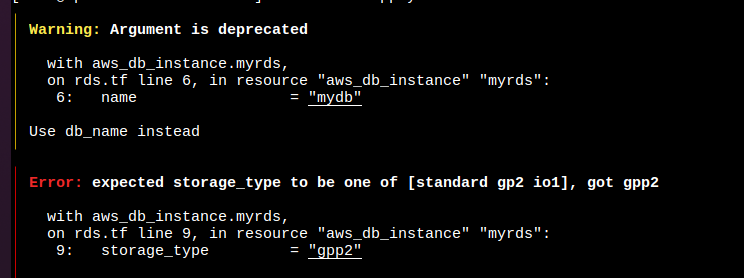 Warning: Argument is deprecated
with aws_db_instance.myrds,
on rds.tf line 6, in resource "aws_db_instance" "myrds":
6: name = "mydb"
Use db_name instead
Error: expected storage_type to be one of [standard gp2 io1], got gpp2
with aws_db_instance.myrds,
on rds.tf line 9, in resource "aws_db_instance" "myrds":
9: storage_type = "gpp2"